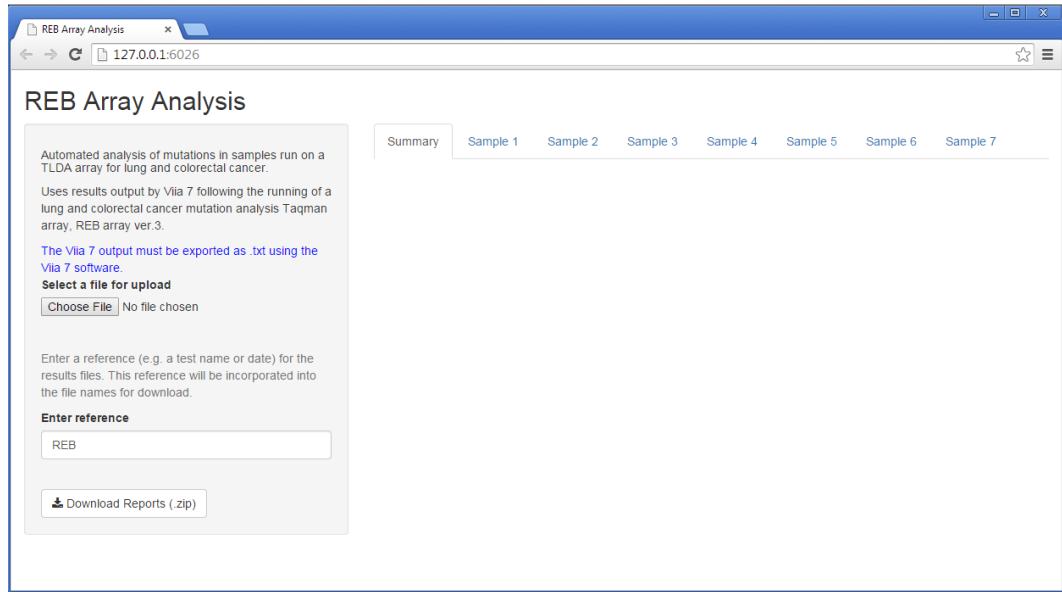 REB Array Analysis
127.0.0.1:6026
REB Array Analysis
Automated analysis of mutations in samples run on a
TLDA array for lung and colorectal cancer.
Uses results output by Viia 7 following the running of a
lung and colorectal cancer mutation analysis Taqman
array, REB array ver.3.
The Viia 7 output must be exported as .txt using the
Viia 7 software.
Select a file for upload
Choose File No file chosen
Enter a reference (e.g. a test name or date) for the
results files. This reference will be incorporated into
the file names for download.
Enter reference
REB
Download Reports (.zip)
Summary Sample 1 Sample 2 Sample 3 Sample 4 Sample 5 Sample 6 Sample 7